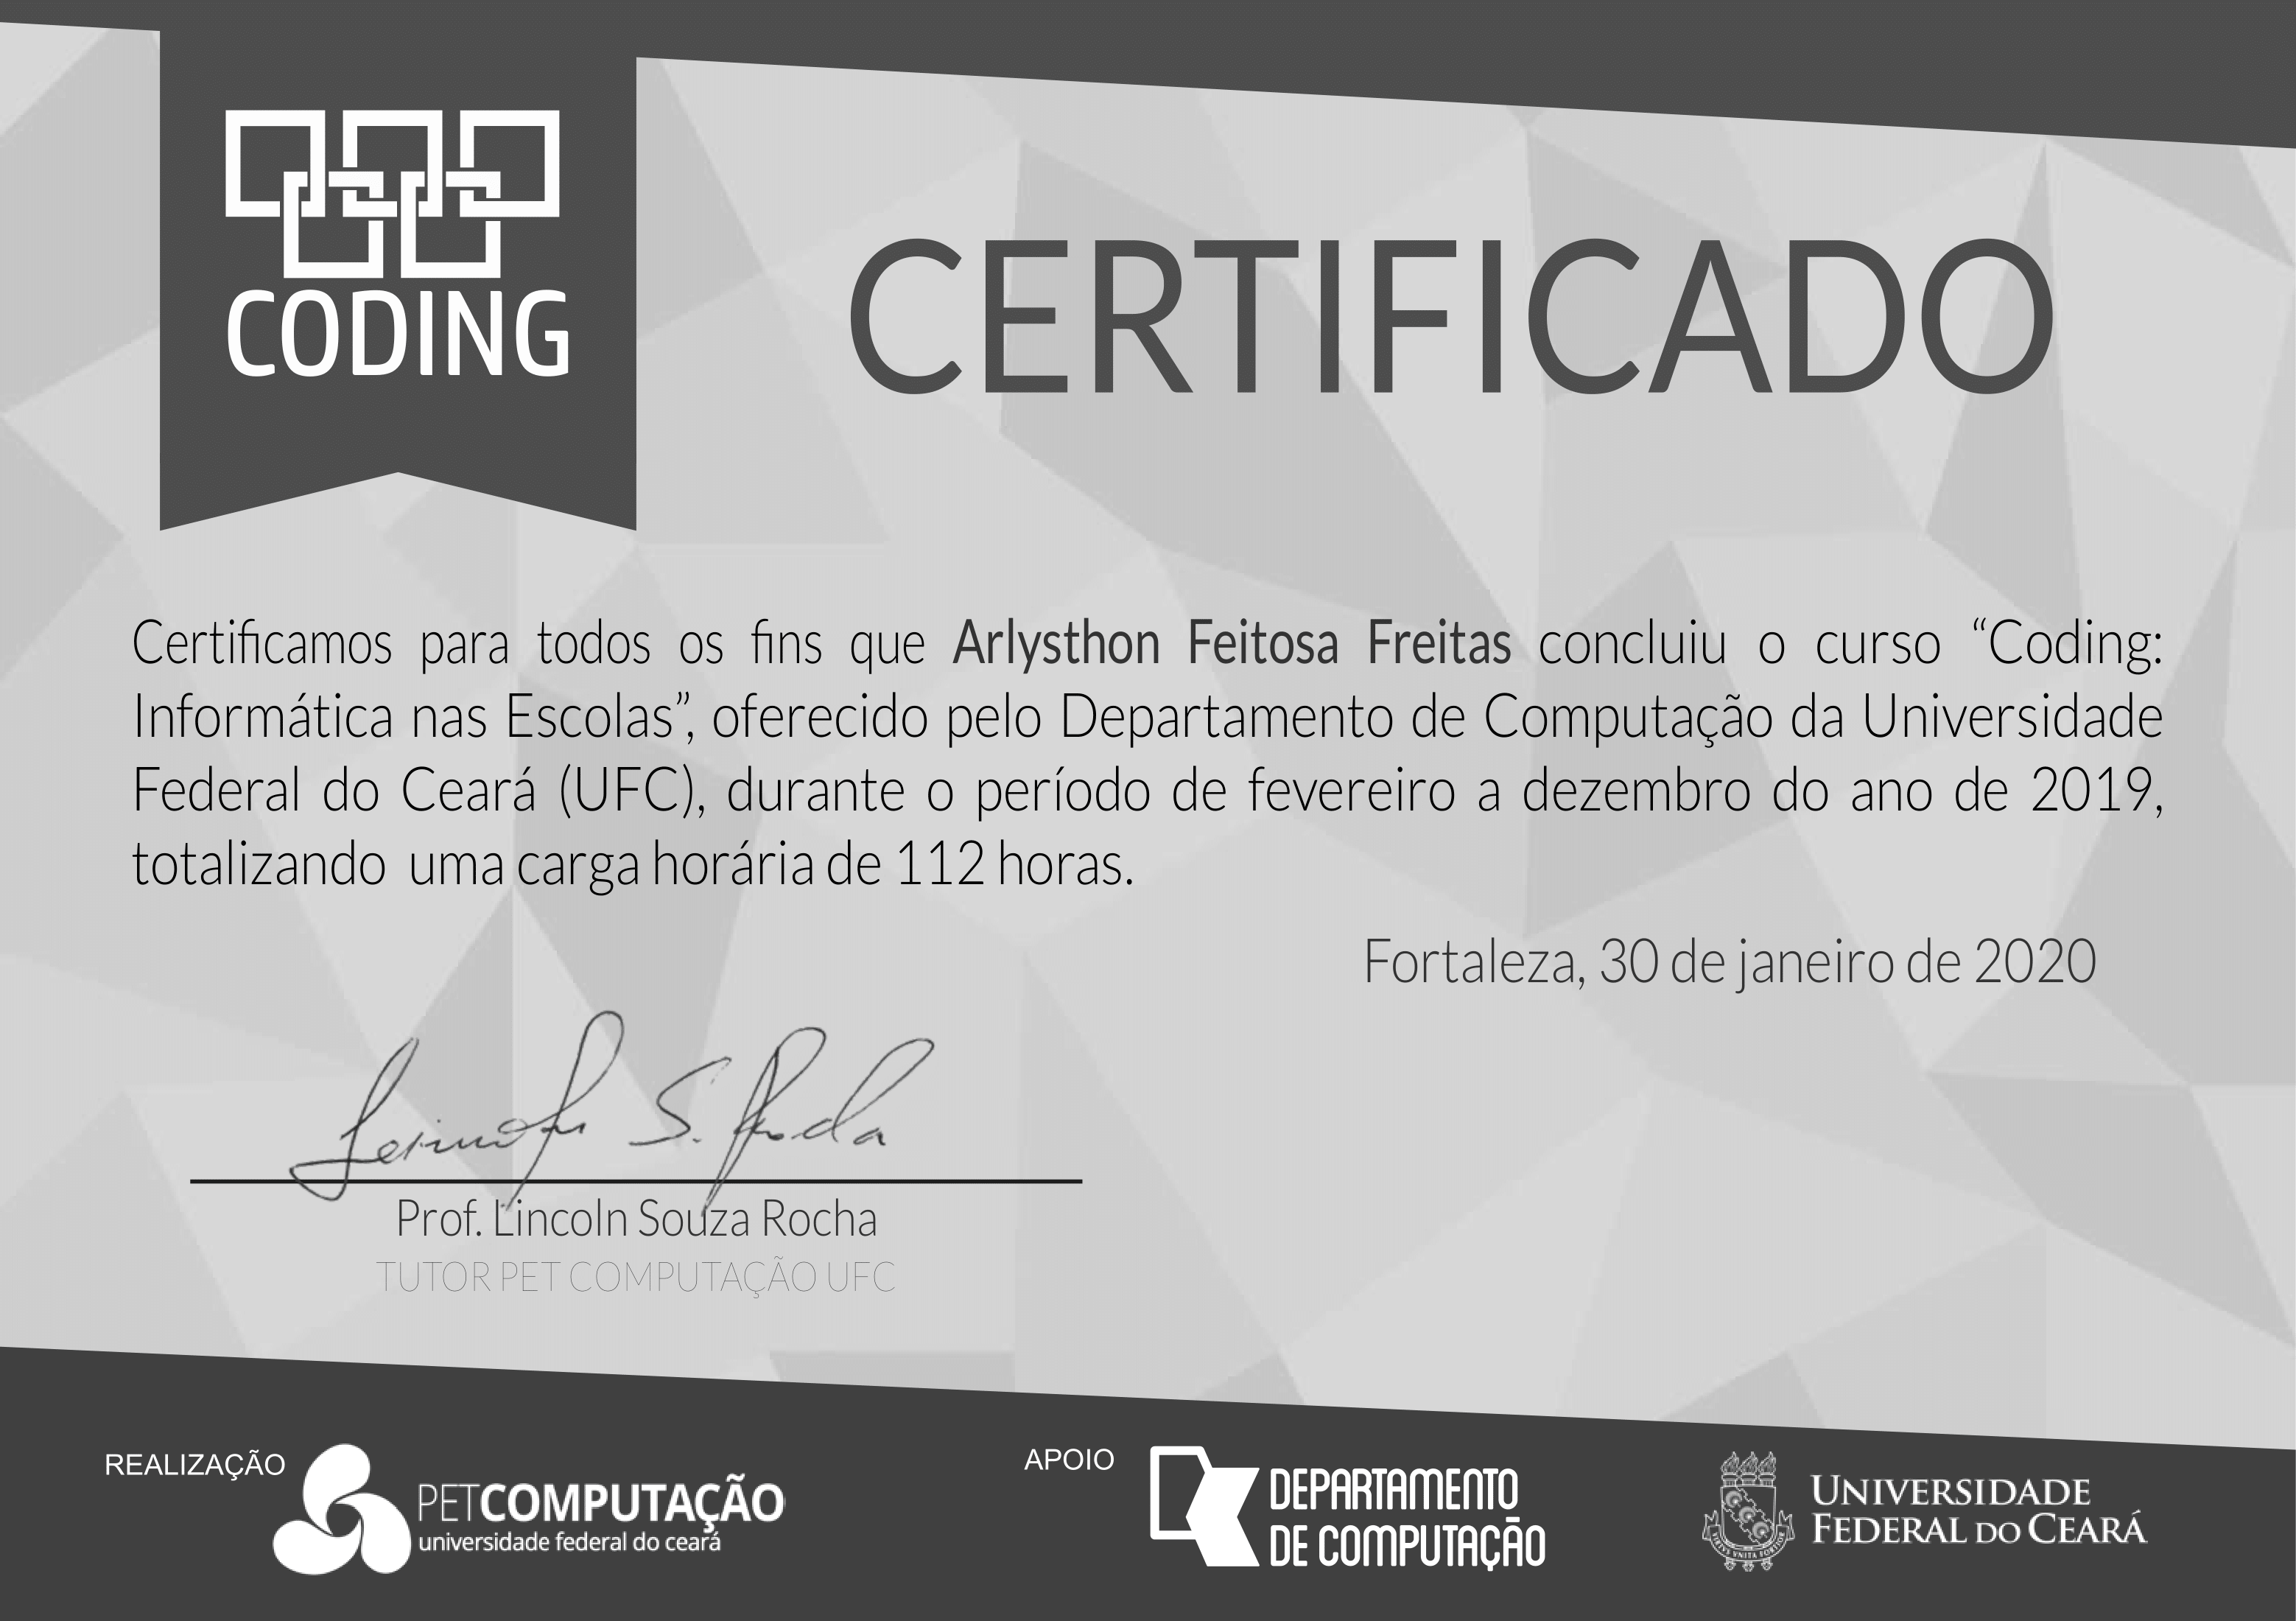 CODING
CERTIFICADO
Certificamos para todos os fins que Arlysthon Feitosa Freitas concluiu o curso “Coding:
Informática nas Escolas”, oferecido pelo Departamento de Computação da Universidade
Federal do Ceará (UFC), durante o período de fevereiro a dezembro do ano de 2019,
totalizando uma carga horária de 112 horas.
Fortaleza, 30 de janeiro de 2020
Prof. Lincoln Souza Rocha
TUTOR PET COMPUTAÇÃO UFC
REALIZAÇÃO
PETCOMPUTAÇÃO
universidade federal do ceará
APOIO
DEPARTAMENTO
DE COMPUTAÇÃO
UNIVERSIDADE
FEDERAL DO CEARÁ